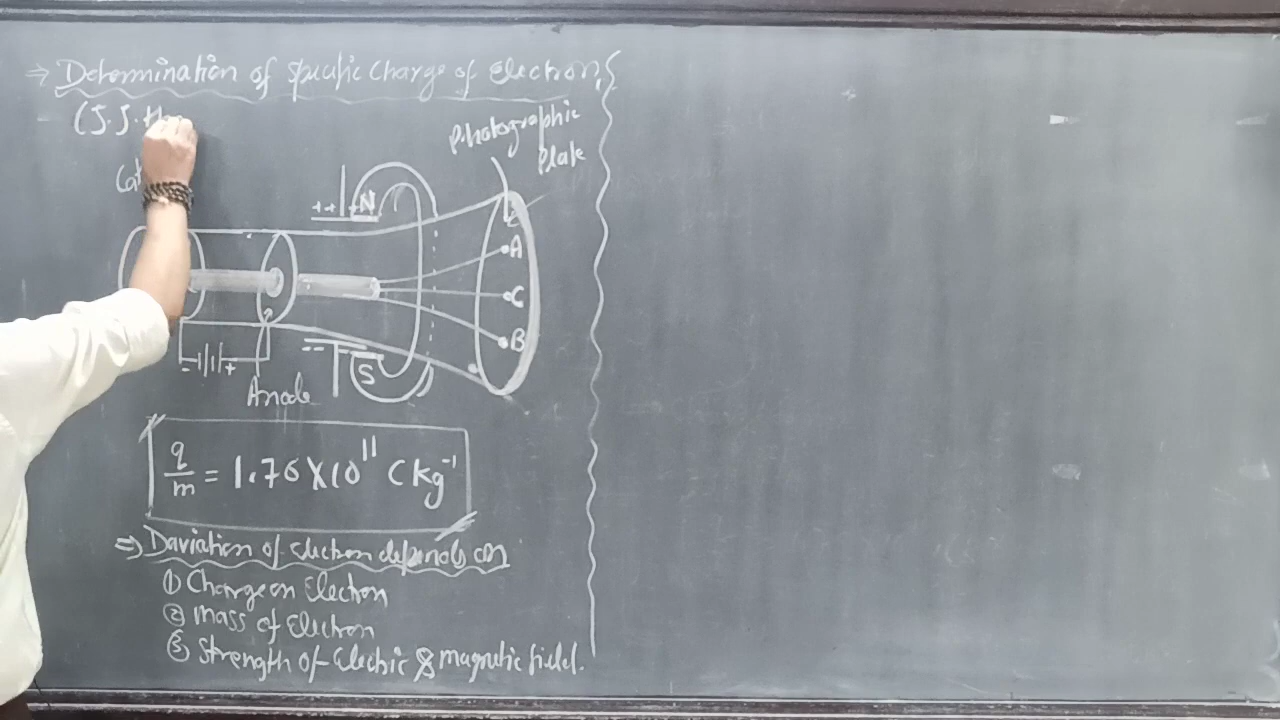 ⇒ Determination of Specific Charge of Electron
(J.J.
Photographic
Plate
+ + + N
A
C
B
- -
S
- +
Anode
q/m = 1.76 X 10¹¹ C kg⁻¹
⇒ Daviation of electron depends on
① Charge on Electron
② Mass of Electron
③ Strength of Electric & magnetic field.